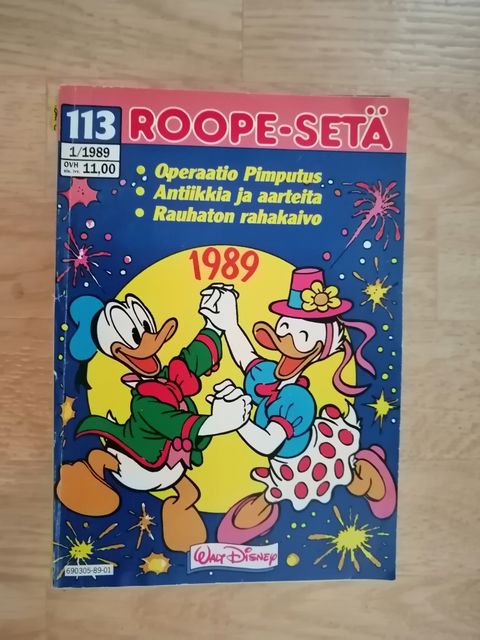 113 ROOPE-SETÄ
1/1989
OVH 11,00
• Operaatio Pimputus
• Antiikkia ja aarteita
• Rauhaton rahakaivo
1989
WALT DISNEY
690305-89-01